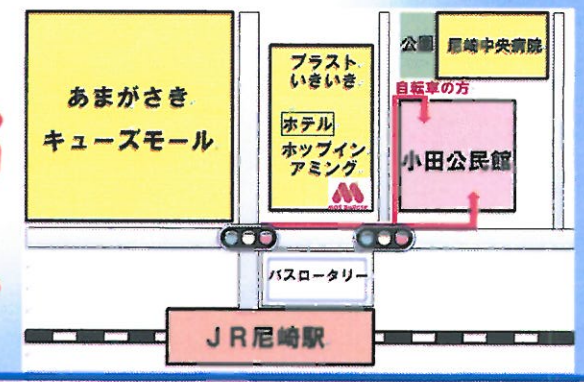 あまがさき
キューズモール
プラスト
いきいき
ホテル
ホップイン
アミング
公園
尼崎中央病院
自転車の方
小田公民館
バスロータリー
JR尼崎駅